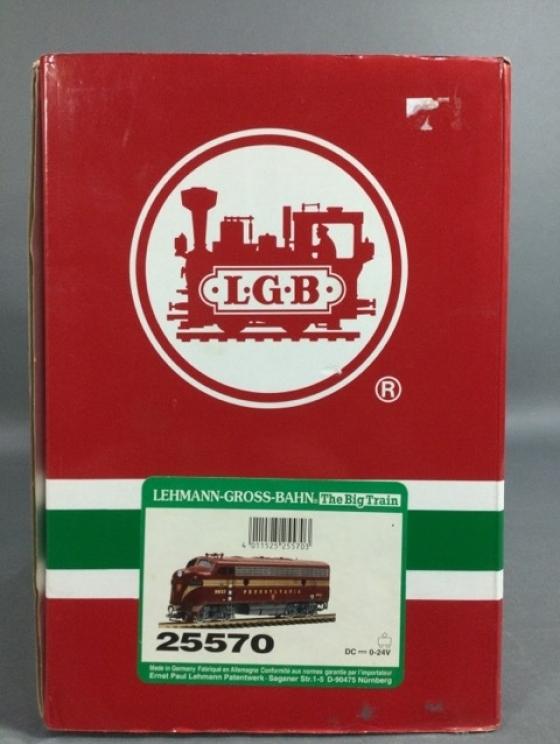 L·G·B
®
LEHMANN-GROSS-BAHN® The Big Train
4 011525 255703
PENNSYLVANIA
25570
DC 0-24V
Made in Germany Fabriqué en Allemagne Conformité aux normes garantie par l'importateur
Ernst Paul Lehmann Patentwerk · Saganer Str. 1-5 D-90475 Nürnberg